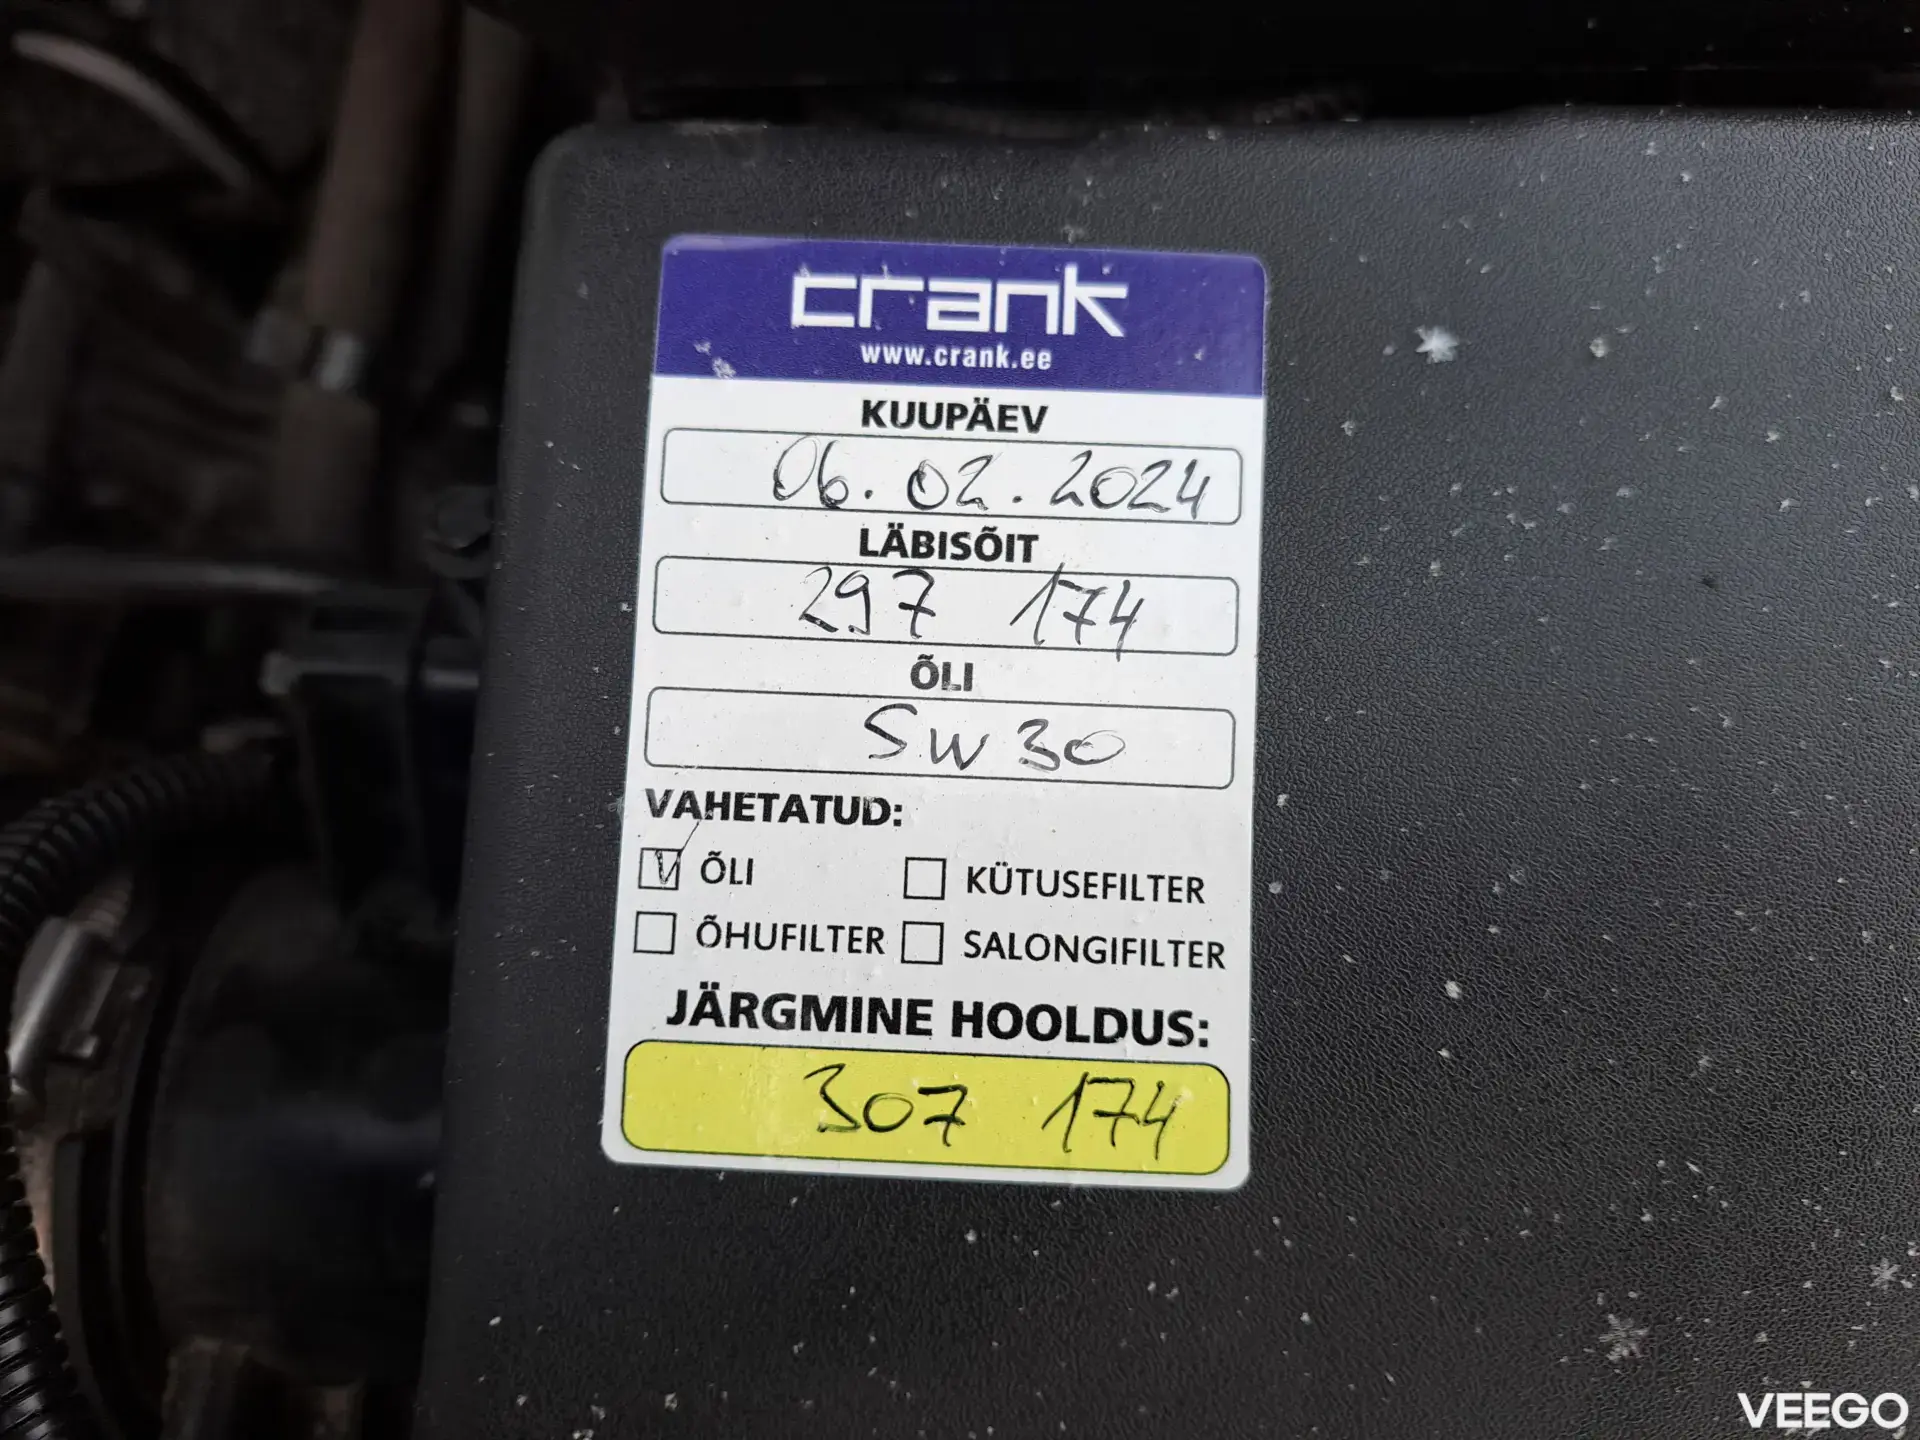 crank
www.crank.ee
KUUPÄEV
06.02.2024
LÄBISÕIT
297 174
ÕLI
5W30
VAHETATUD:
ÕLI KÜTUSEFILTER
ÕHUFILTER SALONGIFILTER
JÄRGMINE HOOLDUS:
307 174
VEEGO